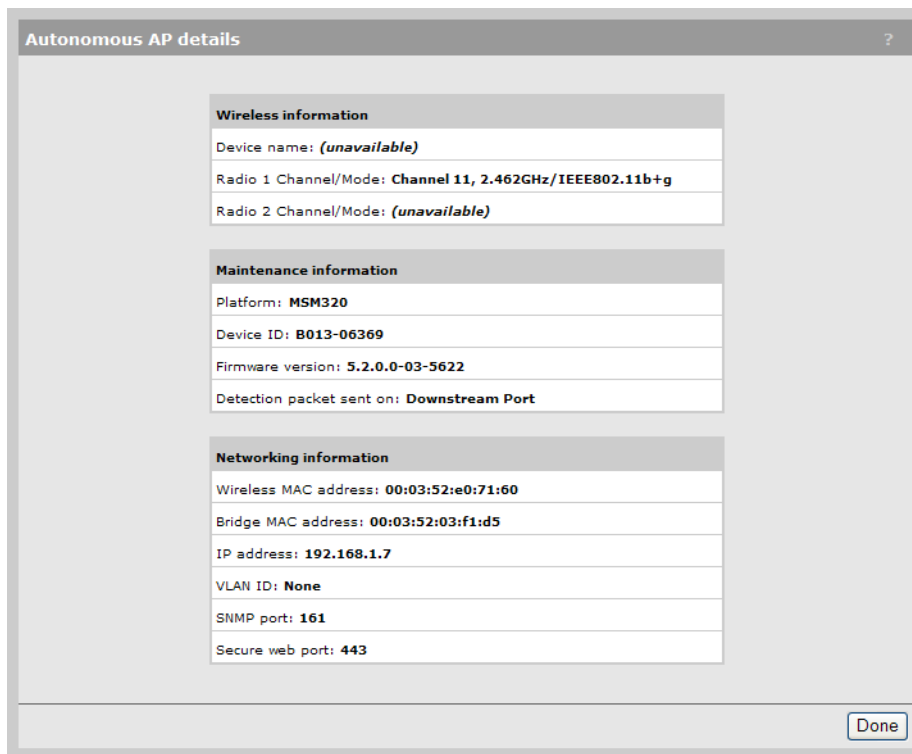 Autonomous AP details ?
Wireless information
Device name: (unavailable)
Radio 1 Channel/Mode: Channel 11, 2.462GHz/IEEE802.11b+g
Radio 2 Channel/Mode: (unavailable)
Maintenance information
Platform: MSM320
Device ID: B013-06369
Firmware version: 5.2.0.0-03-5622
Detection packet sent on: Downstream Port
Networking information
Wireless MAC address: 00:03:52:e0:71:60
Bridge MAC address: 00:03:52:03:f1:d5
IP address: 192.168.1.7
VLAN ID: None
SNMP port: 161
Secure web port: 443
Done